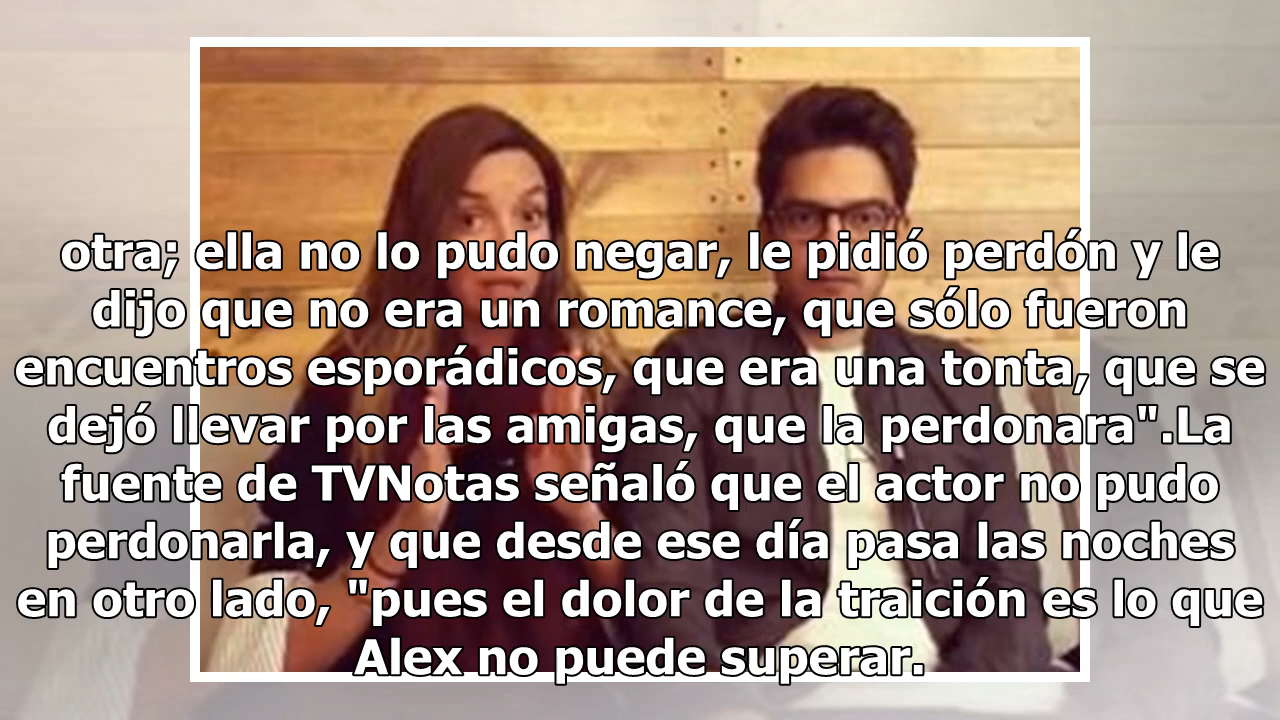 otra; ella no lo pudo negar, le pidió perdón y le
dijo que no era un romance, que sólo fueron
encuentros esporádicos, que era una tonta, que se
dejó llevar por las amigas, que la perdonara".La
fuente de TVNotas señaló que el actor no pudo
perdonarla, y que desde ese día pasa las noches
en otro lado, "pues el dolor de la traición es lo que
Alex no puede superar.